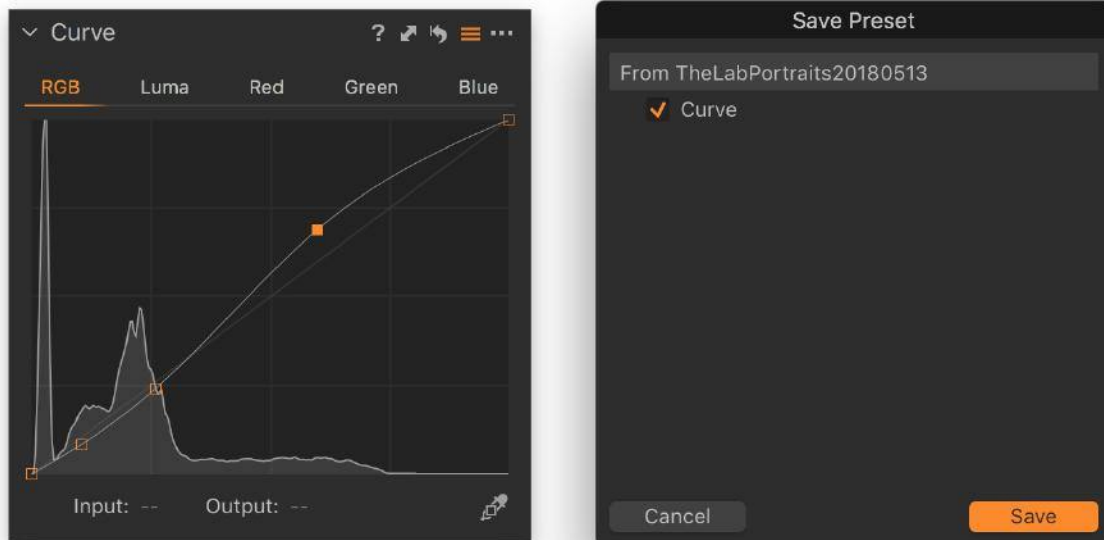 Curve ?
RGB Luma Red Green Blue
Input: -- Output: --
Save Preset
From TheLabPortraits20180513
Curve
Cancel Save